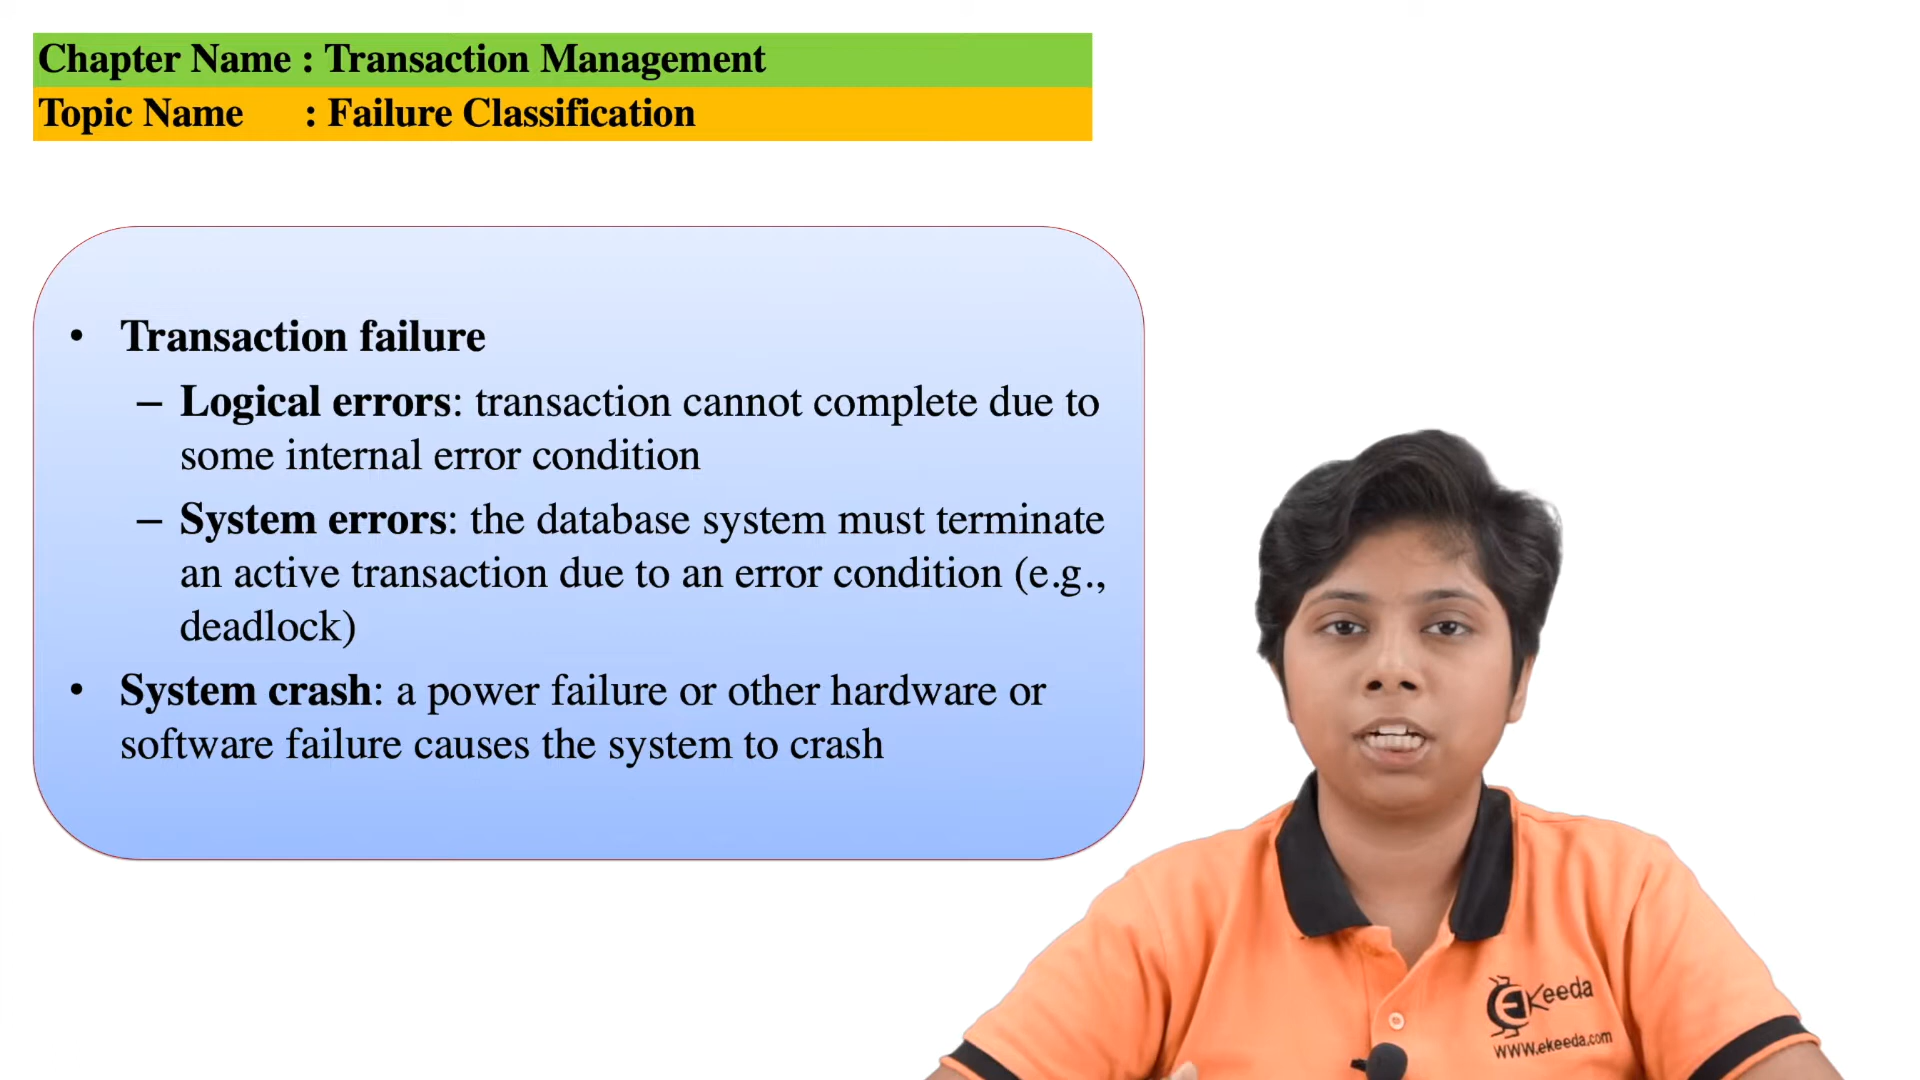 Chapter Name : Transaction Management
Topic Name : Failure Classification
• Transaction failure
– Logical errors: transaction cannot complete due to
some internal error condition
– System errors: the database system must terminate
an active transaction due to an error condition (e.g.,
deadlock)
• System crash: a power failure or other hardware or
software failure causes the system to crash
EKeeda
www.ekeeda.com